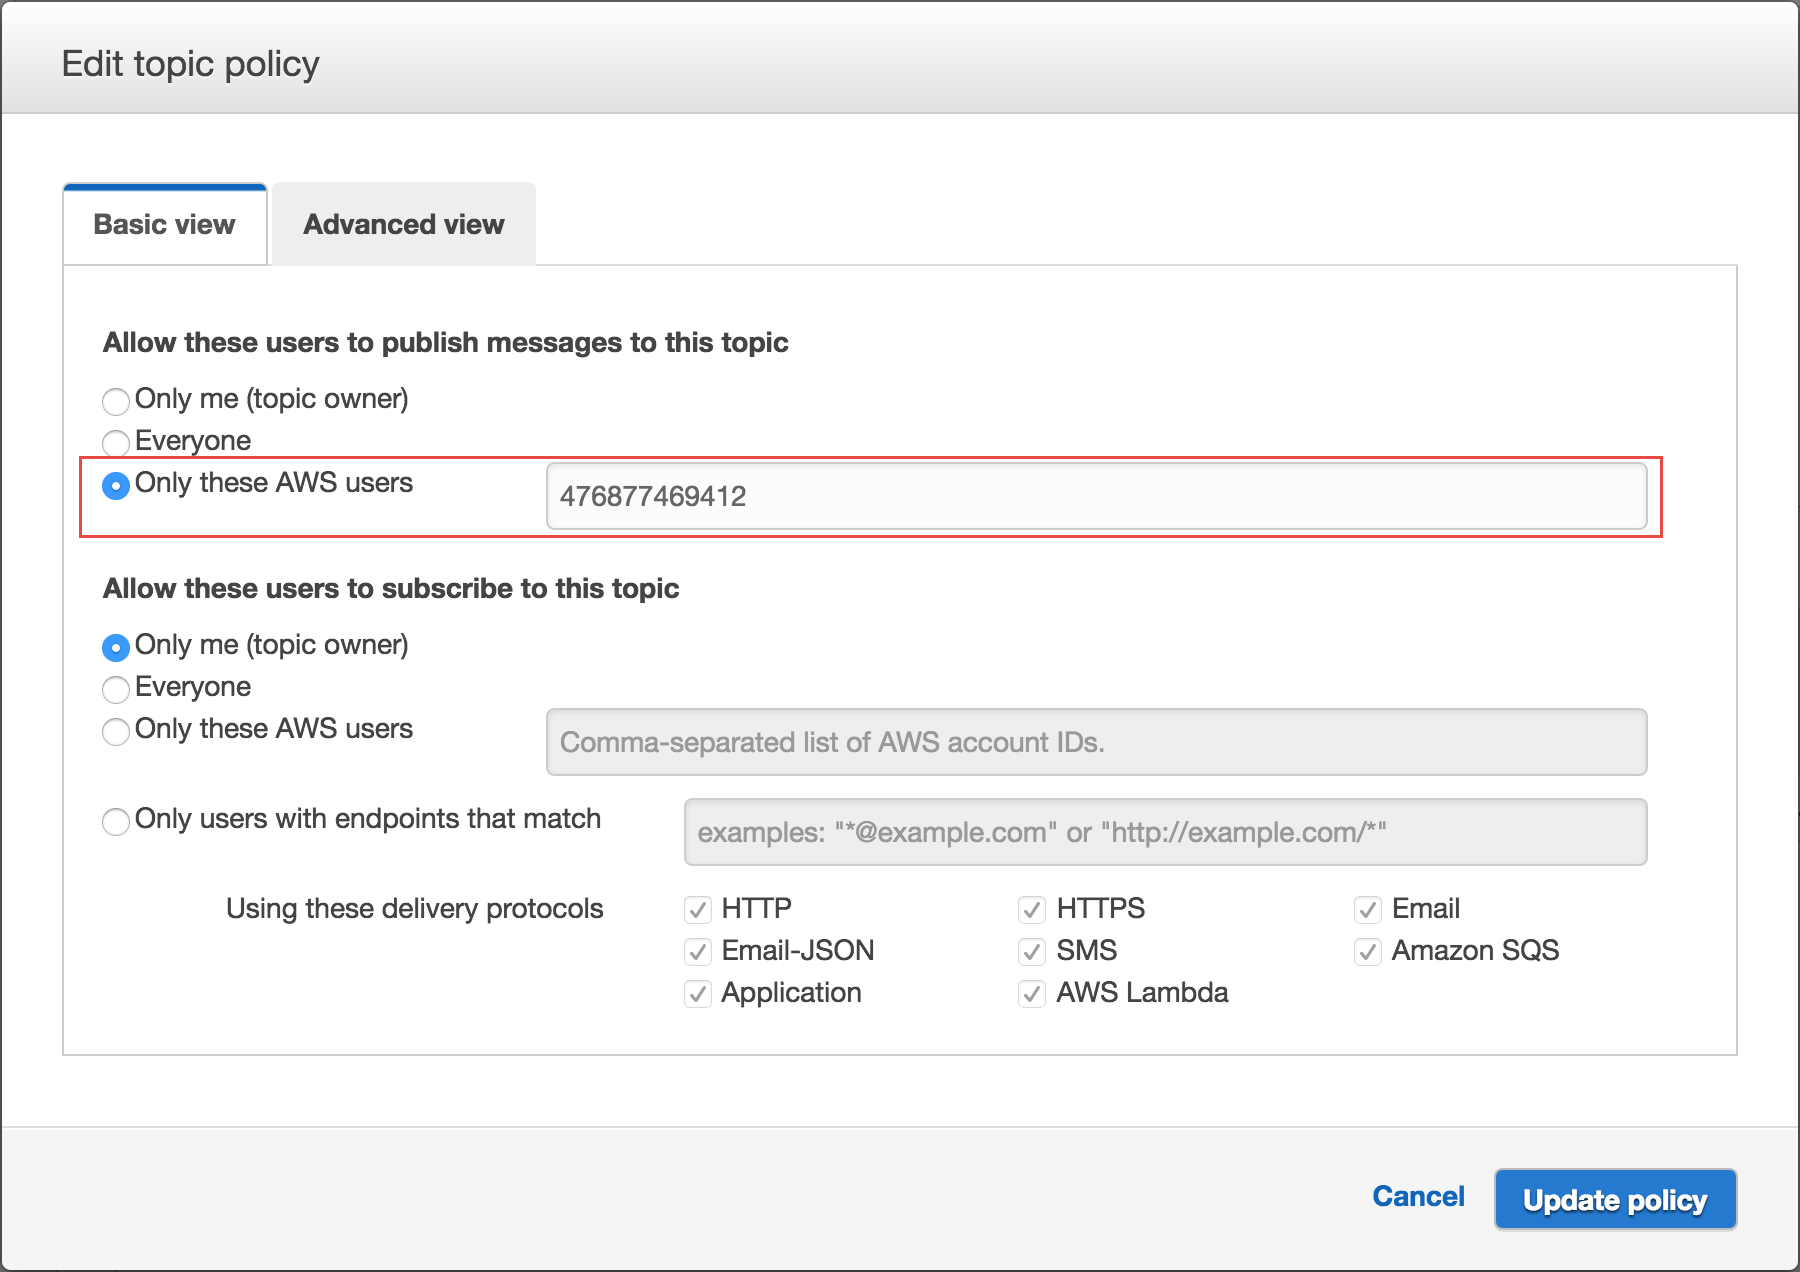 Edit topic policy
Basic view
Advanced view
Allow these users to publish messages to this topic
Only me (topic owner)
Everyone
Only these AWS users
476877469412
Allow these users to subscribe to this topic
Only me (topic owner)
Everyone
Only these AWS users
Comma-separated list of AWS account IDs.
Only users with endpoints that match
examples: "*@example.com" or "http://example.com/*"
Using these delivery protocols
HTTP
HTTPS
Email
Email-JSON
SMS
Amazon SQS
Application
AWS Lambda
Cancel
Update policy